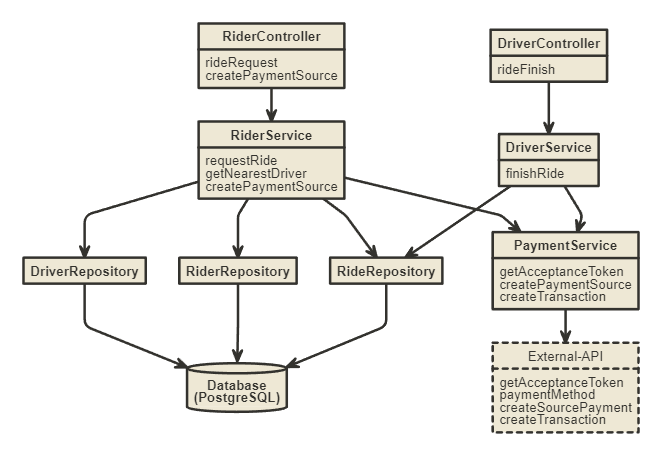 RiderController
rideRequest
createPaymentSource
DriverController
rideFinish
RiderService
requestRide
getNearestDriver
createPaymentSource
DriverService
finishRide
DriverRepository
RiderRepository
RideRepository
PaymentService
getAcceptanceToken
createPaymentSource
createTransaction
Database
(PostgreSQL)
External-API
getAcceptanceToken
paymentMethod
createSourcePayment
createTransaction